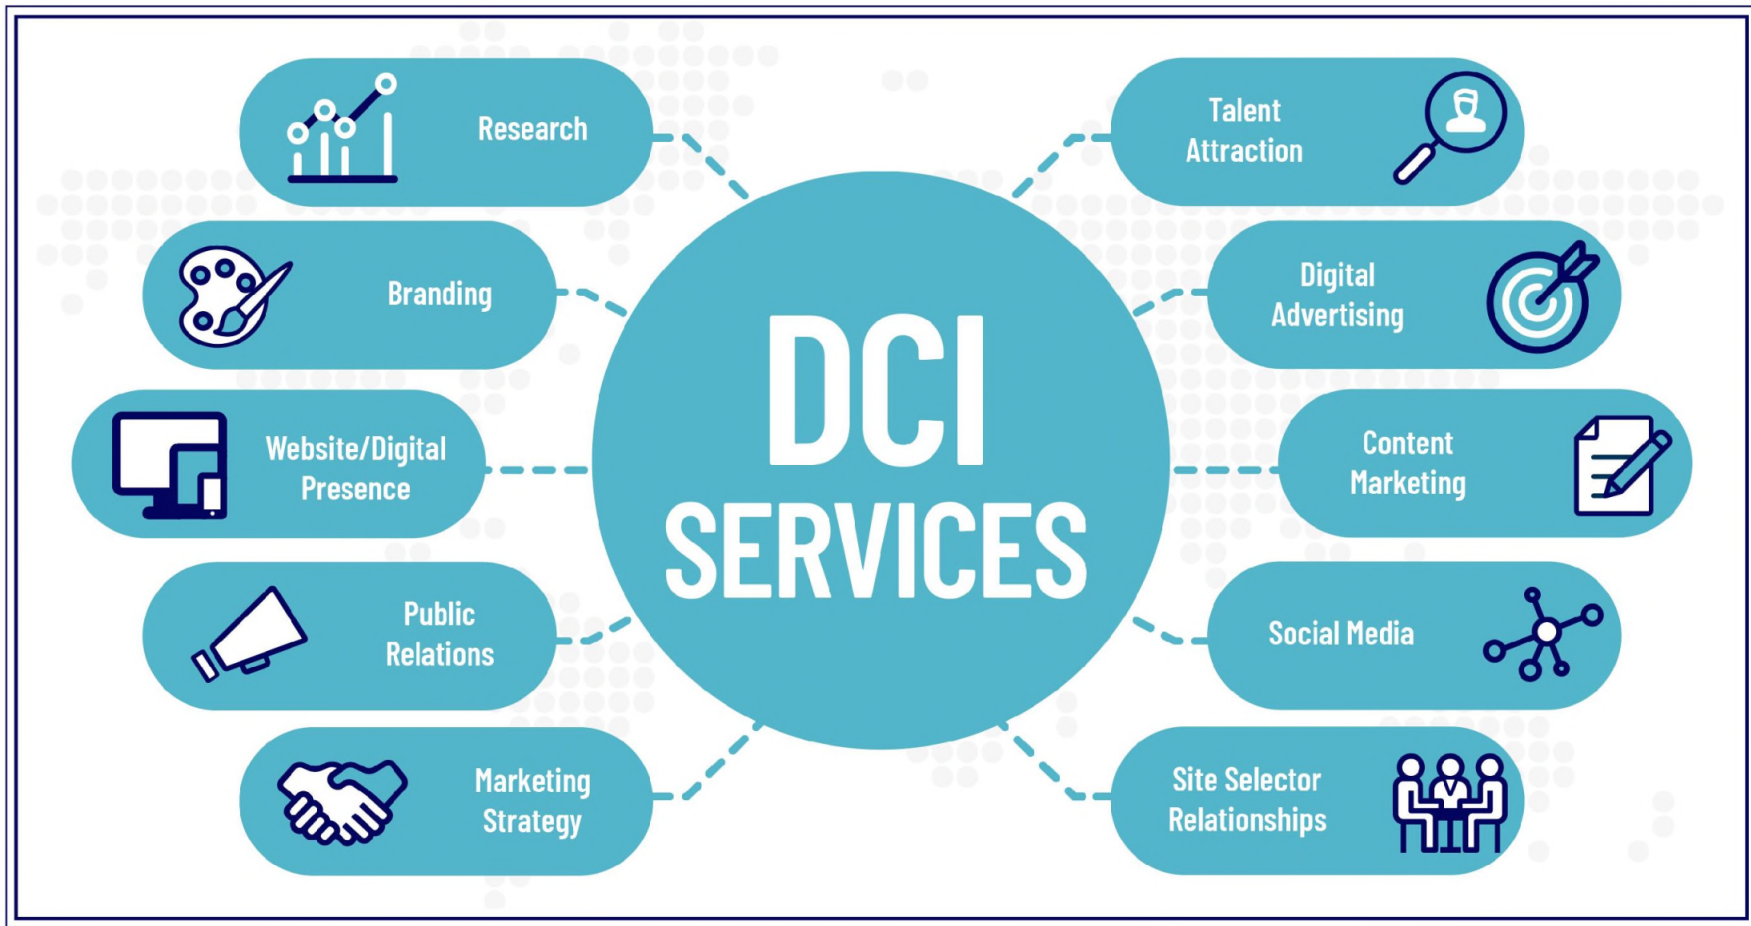 Research
Branding
Website/Digital
Presence
Public
Relations
Marketing
Strategy
DCI
SERVICES
Talent
Attraction
Digital
Advertising
Content
Marketing
Social Media
Site Selector
Relationships